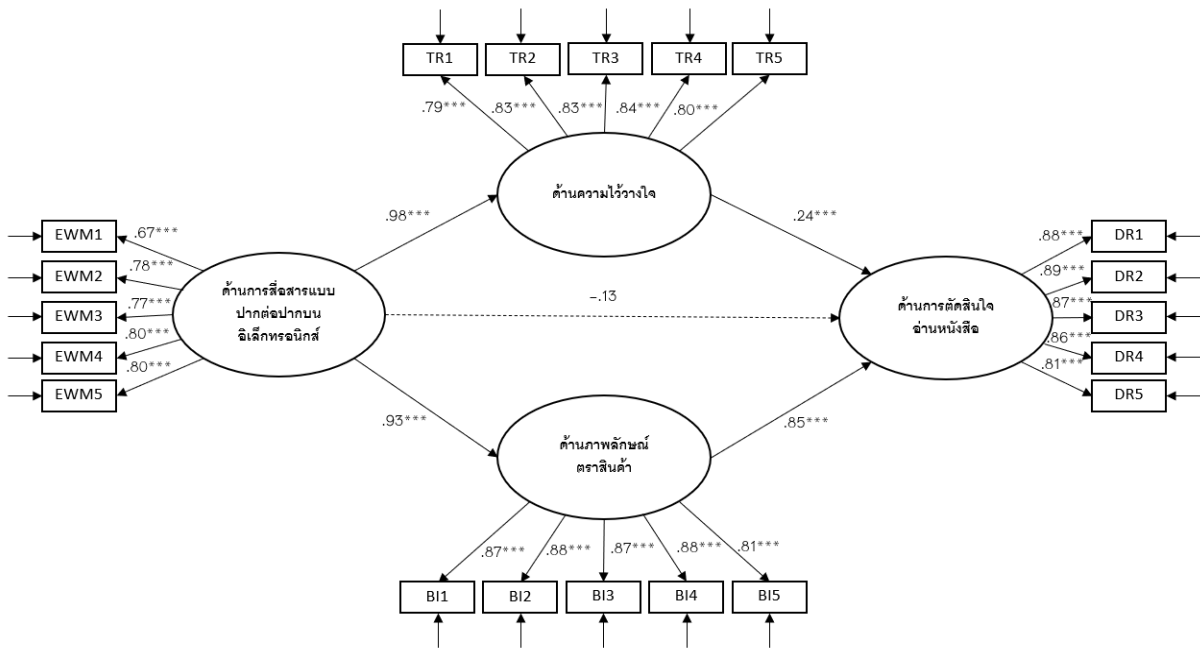 TR1 TR2 TR3 TR4 TR5
.79*** .83*** .83*** .84*** .80***
ด้านความไว้วางใจ
.98***
.24***
EWM1
EWM2
EWM3
EWM4
EWM5
.67***
.78***
.77***
.80***
.80***
ด้านการสื่อสารแบบ
ปากต่อปากบน
อิเล็กทรอนิกส์
-.13
ด้านการตัดสินใจ
อ่านหนังสือ
.88***
.89***
.87***
.86***
.81***
DR1
DR2
DR3
DR4
DR5
.93***
.85***
ด้านภาพลักษณ์
ตราสินค้า
.87*** .88*** .87*** .88*** .81***
BI1 BI2 BI3 BI4 BI5